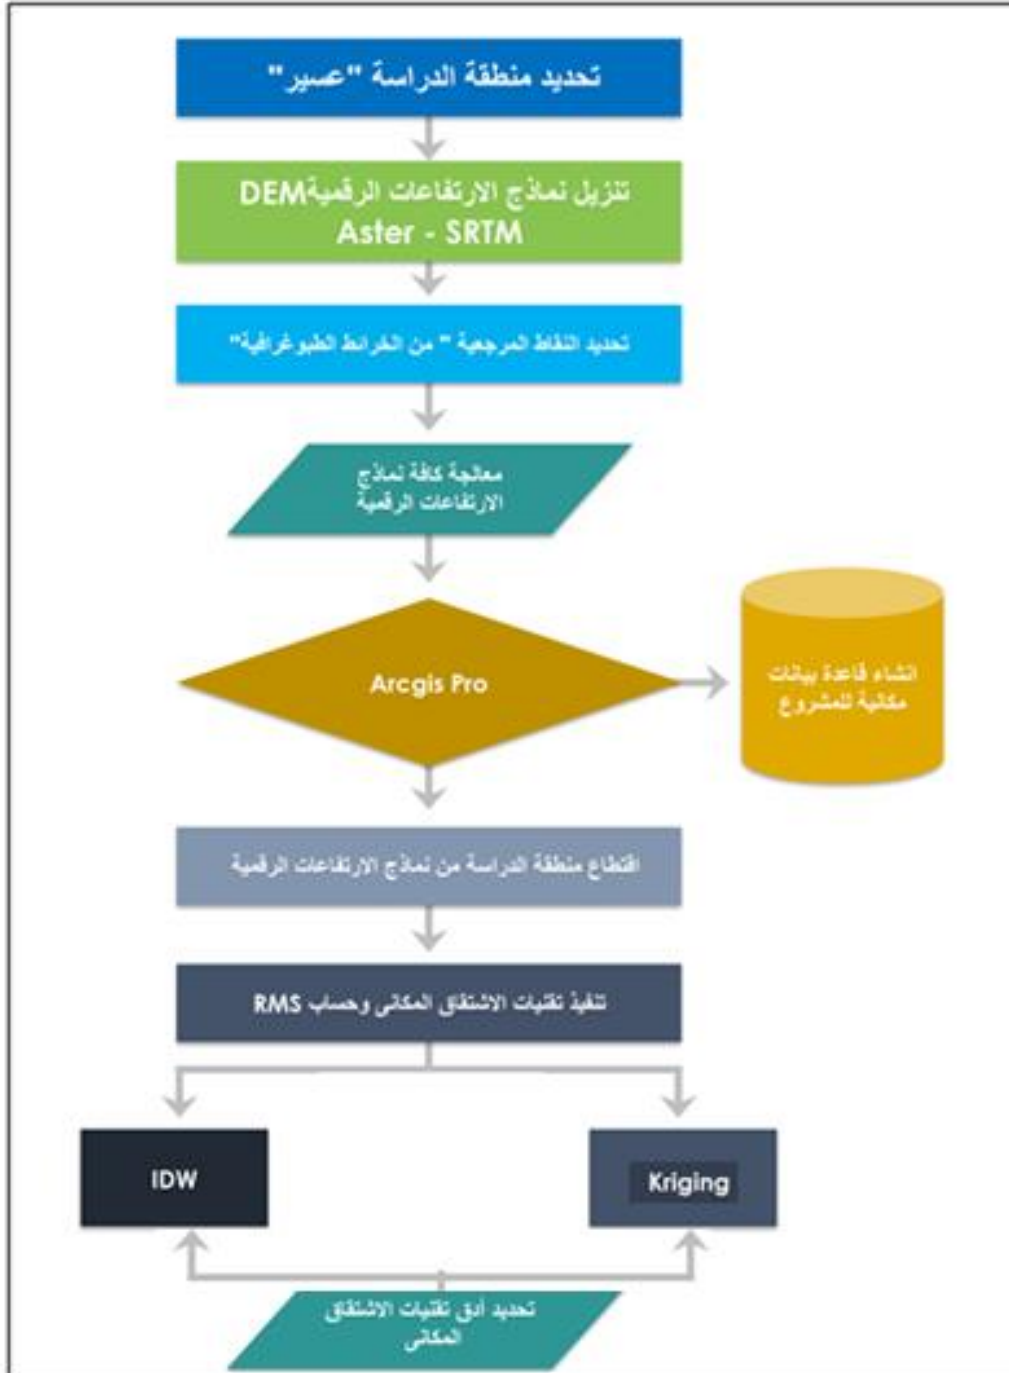 تحديد منطقة الدراسة "عسير"
تنزيل نماذج الارتفاعات الرقميةDEM
Aster - SRTM
تحديد النقاط المرجعية " من الخرائط الطبوغرافية"
معالجة كافة نماذج
الارتفاعات الرقمية
Arcgis Pro
انشاء قاعدة بيانات
مكانية للمشروع
اقتطاع منطقة الدراسة من نماذج الارتفاعات الرقمية
تنفيذ تقنيات الاشتقاق المكانى وحساب RMS
IDW
Kriging
تحديد أدق تقنيات الاشتقاق
المكانى